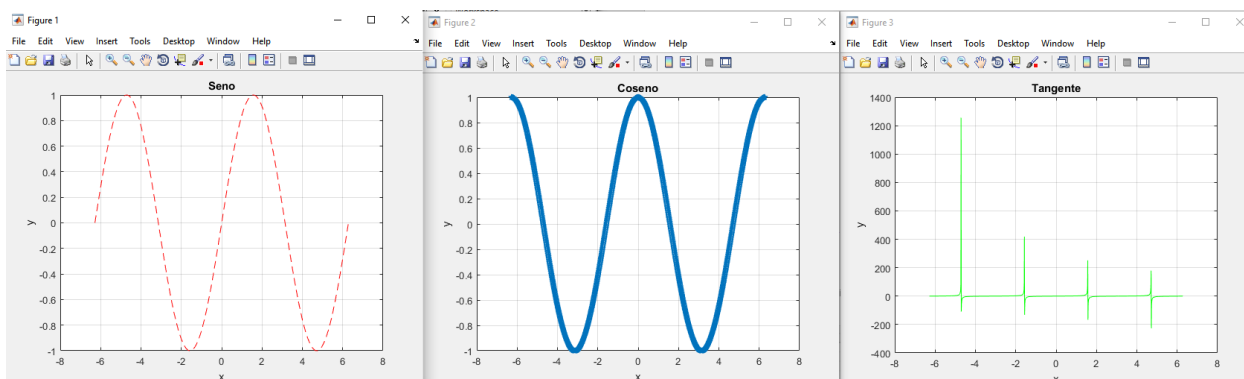 Figure 1
File Edit View Insert Tools Desktop Window Help
Seno
1
0.8
0.6
0.4
0.2
0
-0.2
-0.4
-0.6
-0.8
-1
y
-8 -6 -4 -2 0 2 4 6 8
x
Figure 2
File Edit View Insert Tools Desktop Window Help
Coseno
1
0.8
0.6
0.4
0.2
0
-0.2
-0.4
-0.6
-0.8
-1
y
-8 -6 -4 -2 0 2 4 6 8
x
Figure 3
File Edit View Insert Tools Desktop Window Help
Tangente
1400
1200
1000
800
600
400
200
0
-200
-400
y
-8 -6 -4 -2 0 2 4 6 8